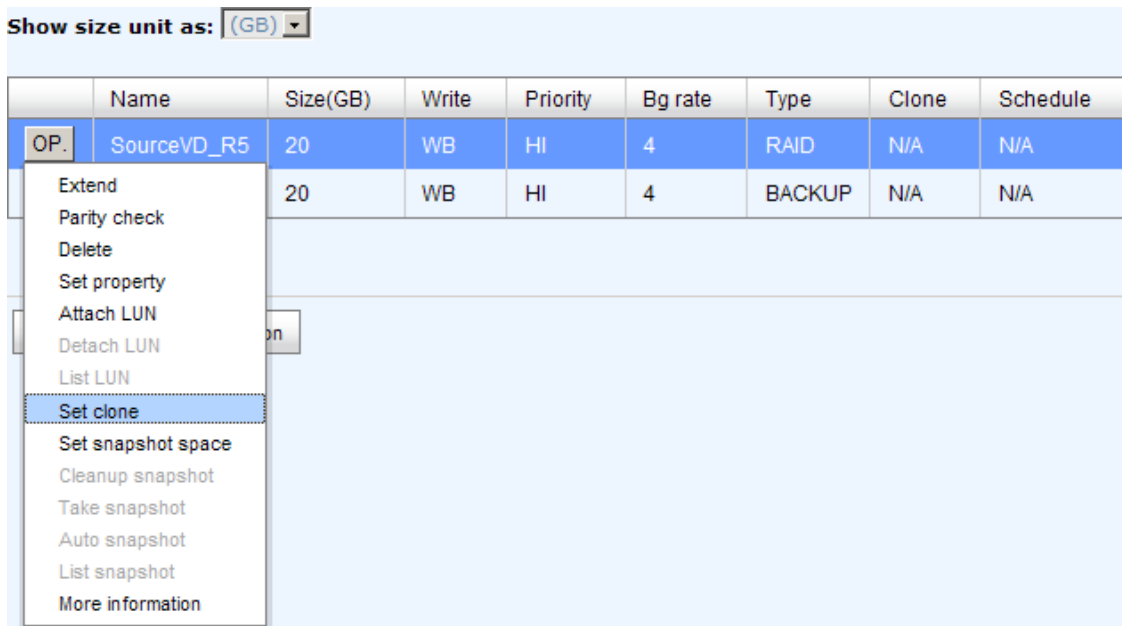 Show size unit as: (GB)
Name Size(GB) Write Priority Bg rate Type Clone Schedule
OP. SourceVD_R5 20 WB HI 4 RAID N/A N/A
20 WB HI 4 BACKUP N/A N/A
Extend
Parity check
Delete
Set property
Attach LUN
Detach LUN
List LUN
Set clone
Set snapshot space
Cleanup snapshot
Take snapshot
Auto snapshot
List snapshot
More information